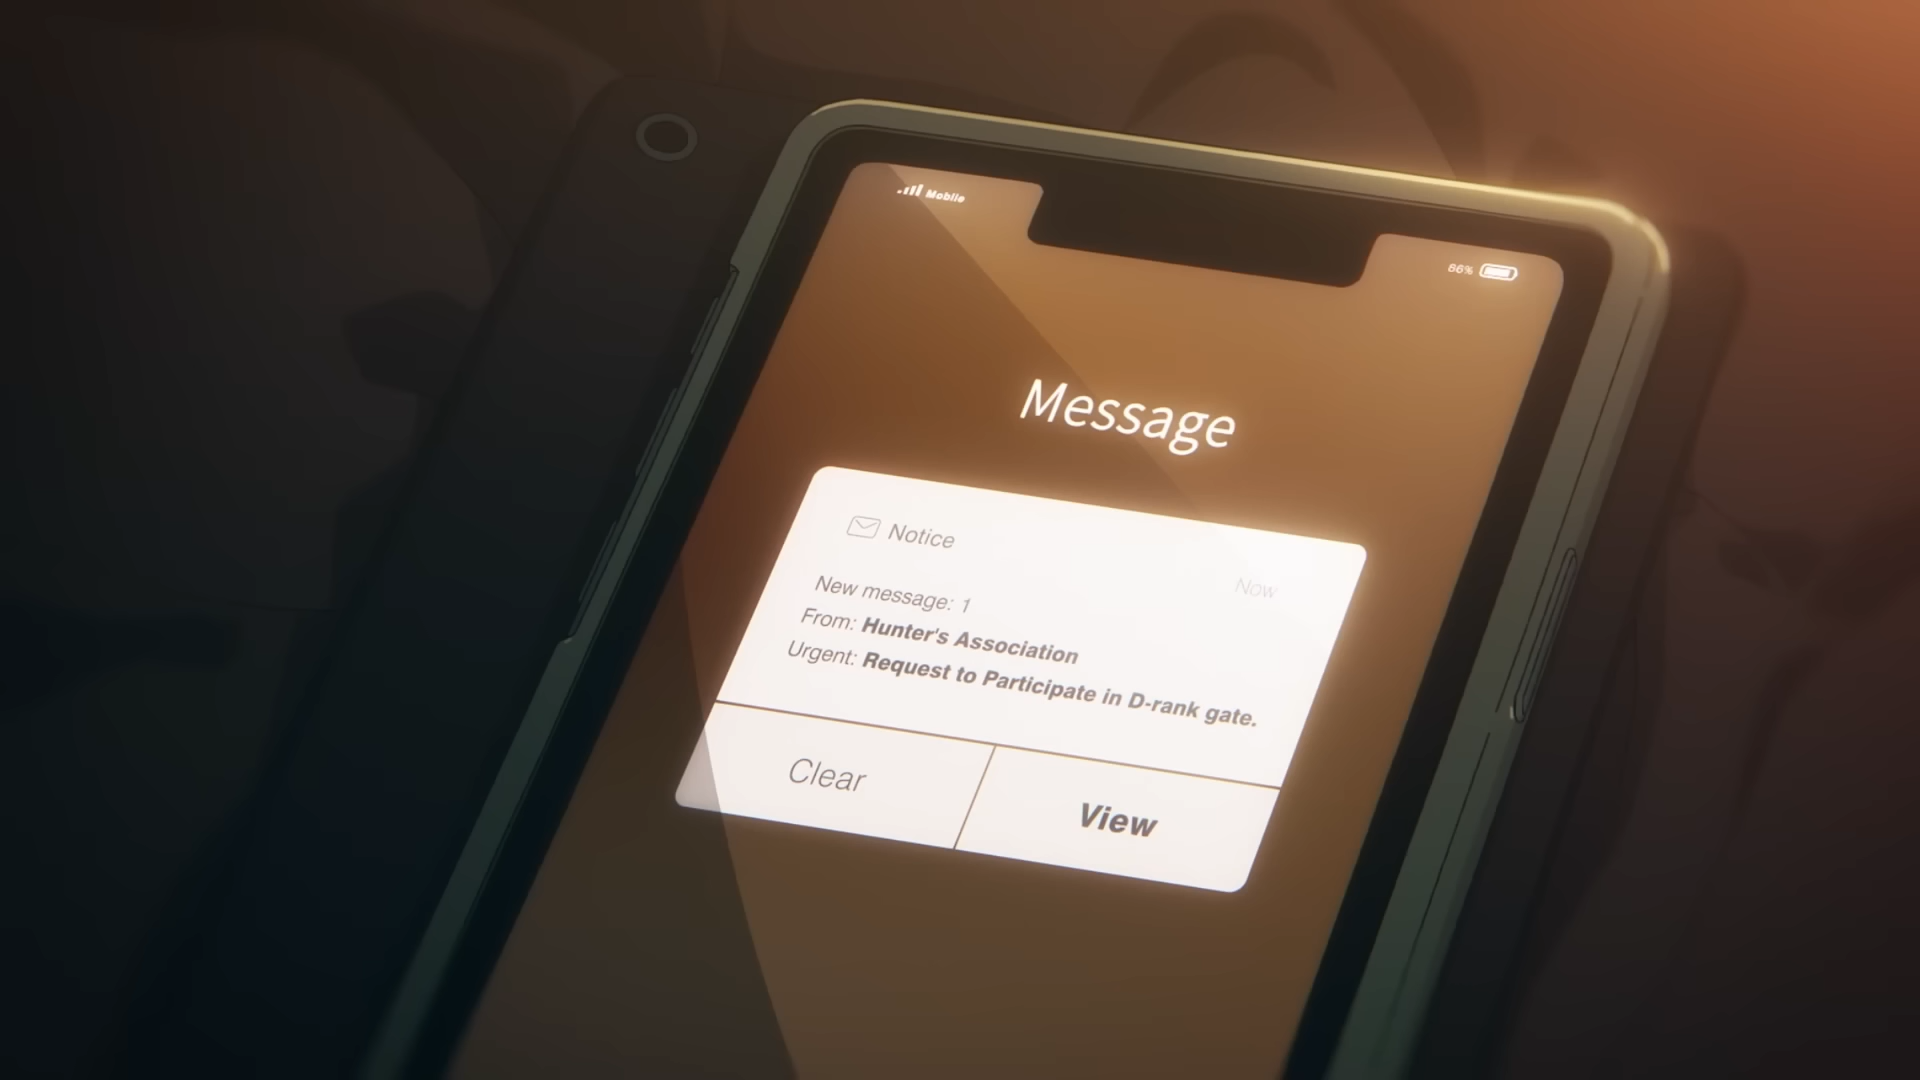 Mobile
86%
Message
Notice
Now
New message: 1
From: Hunter's Association
Urgent: Request to Participate in D-rank gate.
Clear
View